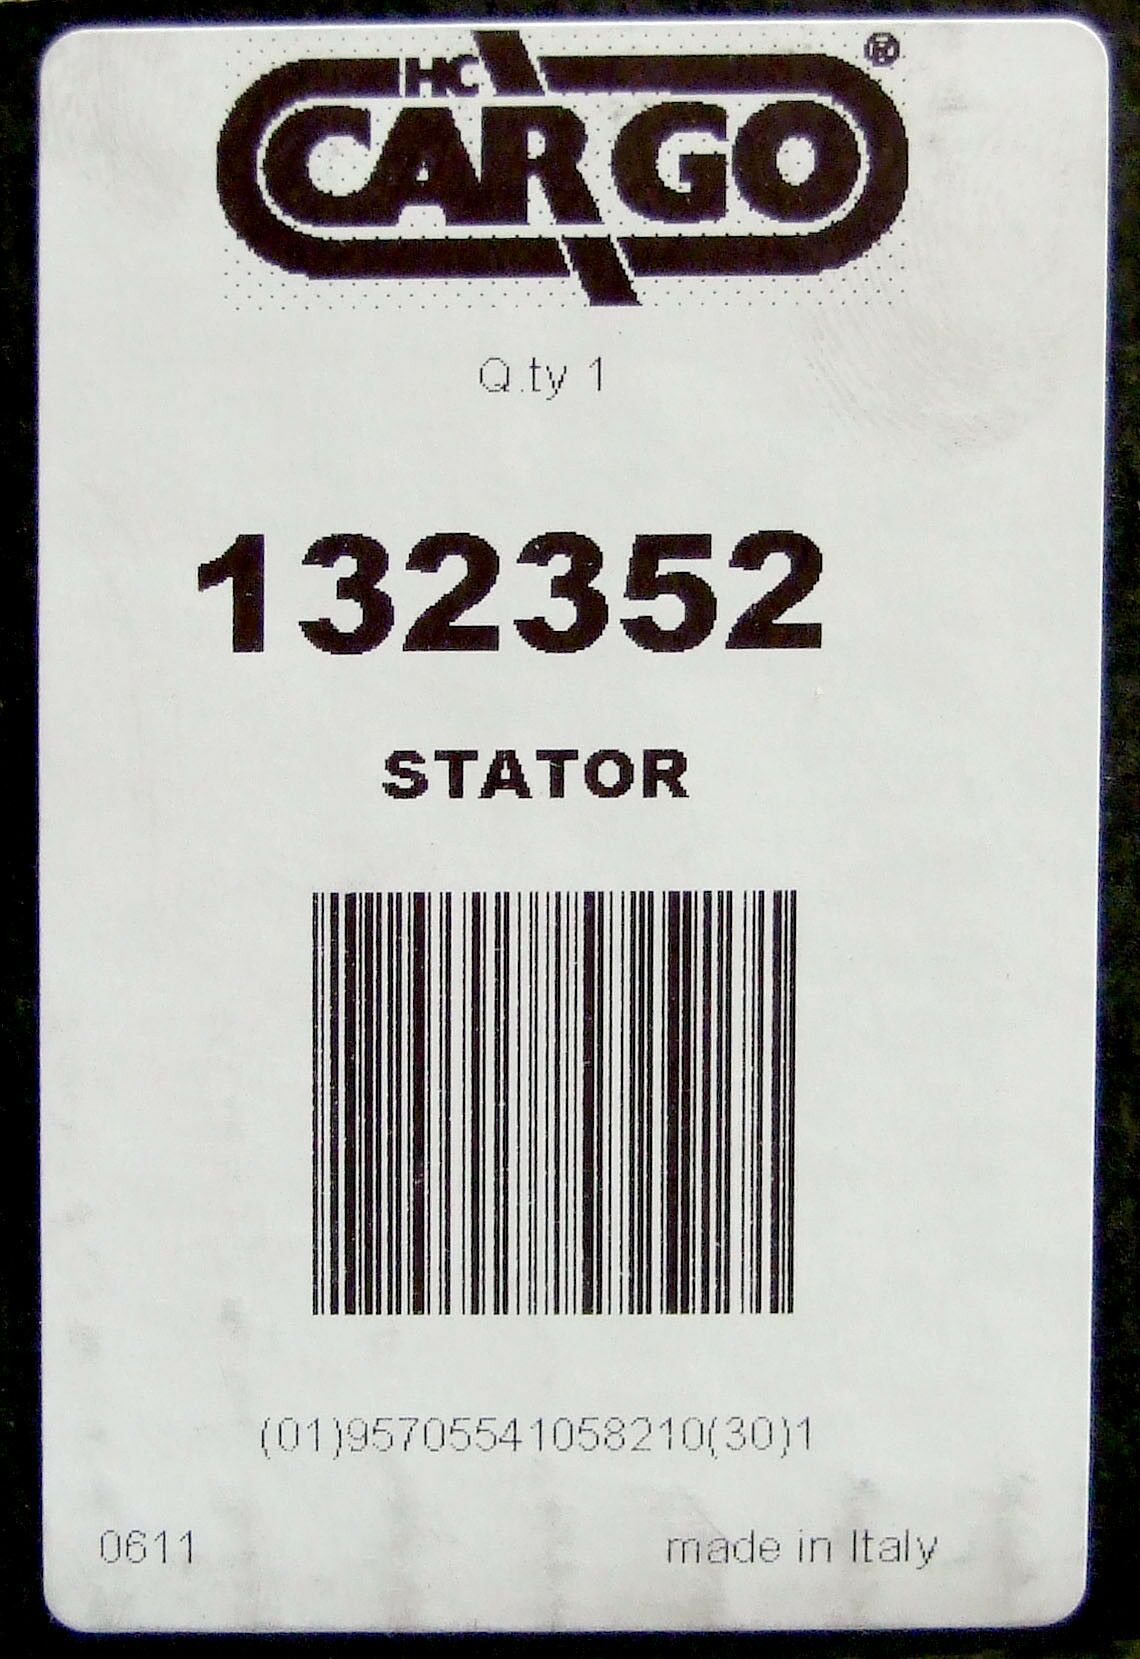 HC
CARGO®
Q.ty 1
132352
STATOR
(01)95705541058210(30)1
0611
made in Italy